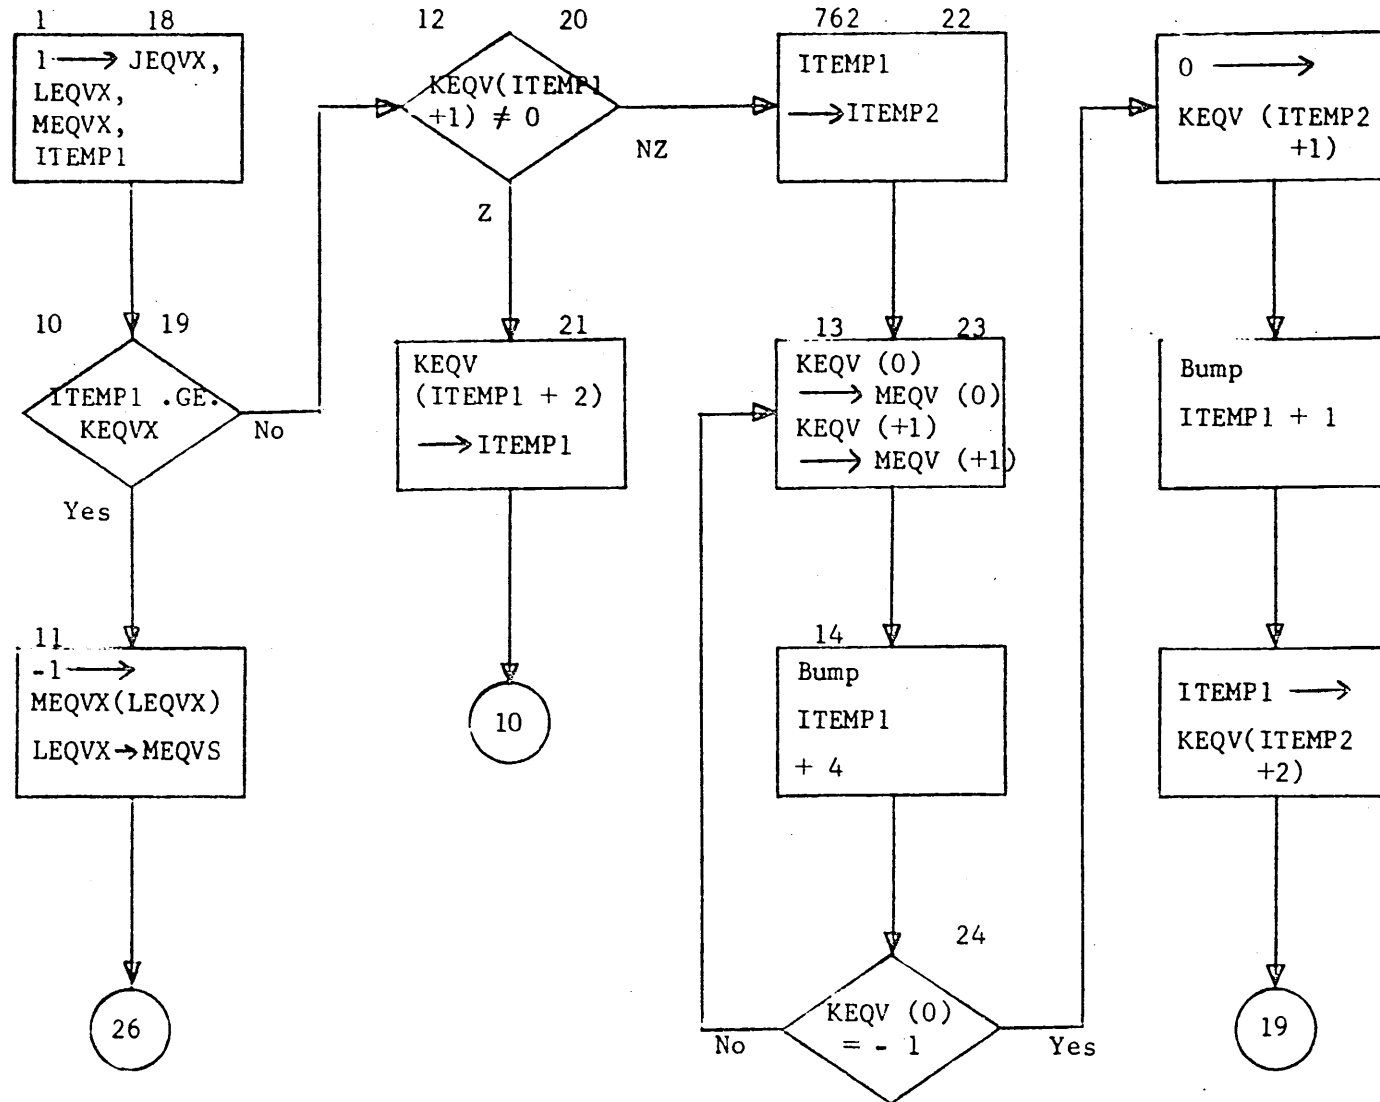 1 18
1 → JEQVX,
LEQVX,
MEQVX,
ITEMP1
10 19
ITEMP1 .GE.
KEQVX
No
Yes
11
-1 →
MEQVX(LEQVX)
LEQVX→MEQVS
26
12 20
KEQV(ITEMP1
+1) ≠ 0
NZ
Z
21
KEQV
(ITEMP1 + 2)
→ ITEMP1
10
762 22
ITEMP1
→ITEMP2
13 23
KEQV (0)
→ MEQV (0)
KEQV (+1)
→ MEQV (+1)
14
Bump
ITEMP1
+ 4
24
KEQV (0)
= - 1
No
Yes
0 →
KEQV (ITEMP2
+1)
Bump
ITEMP1 + 1
ITEMP1 →
KEQV(ITEMP2
+2)
19